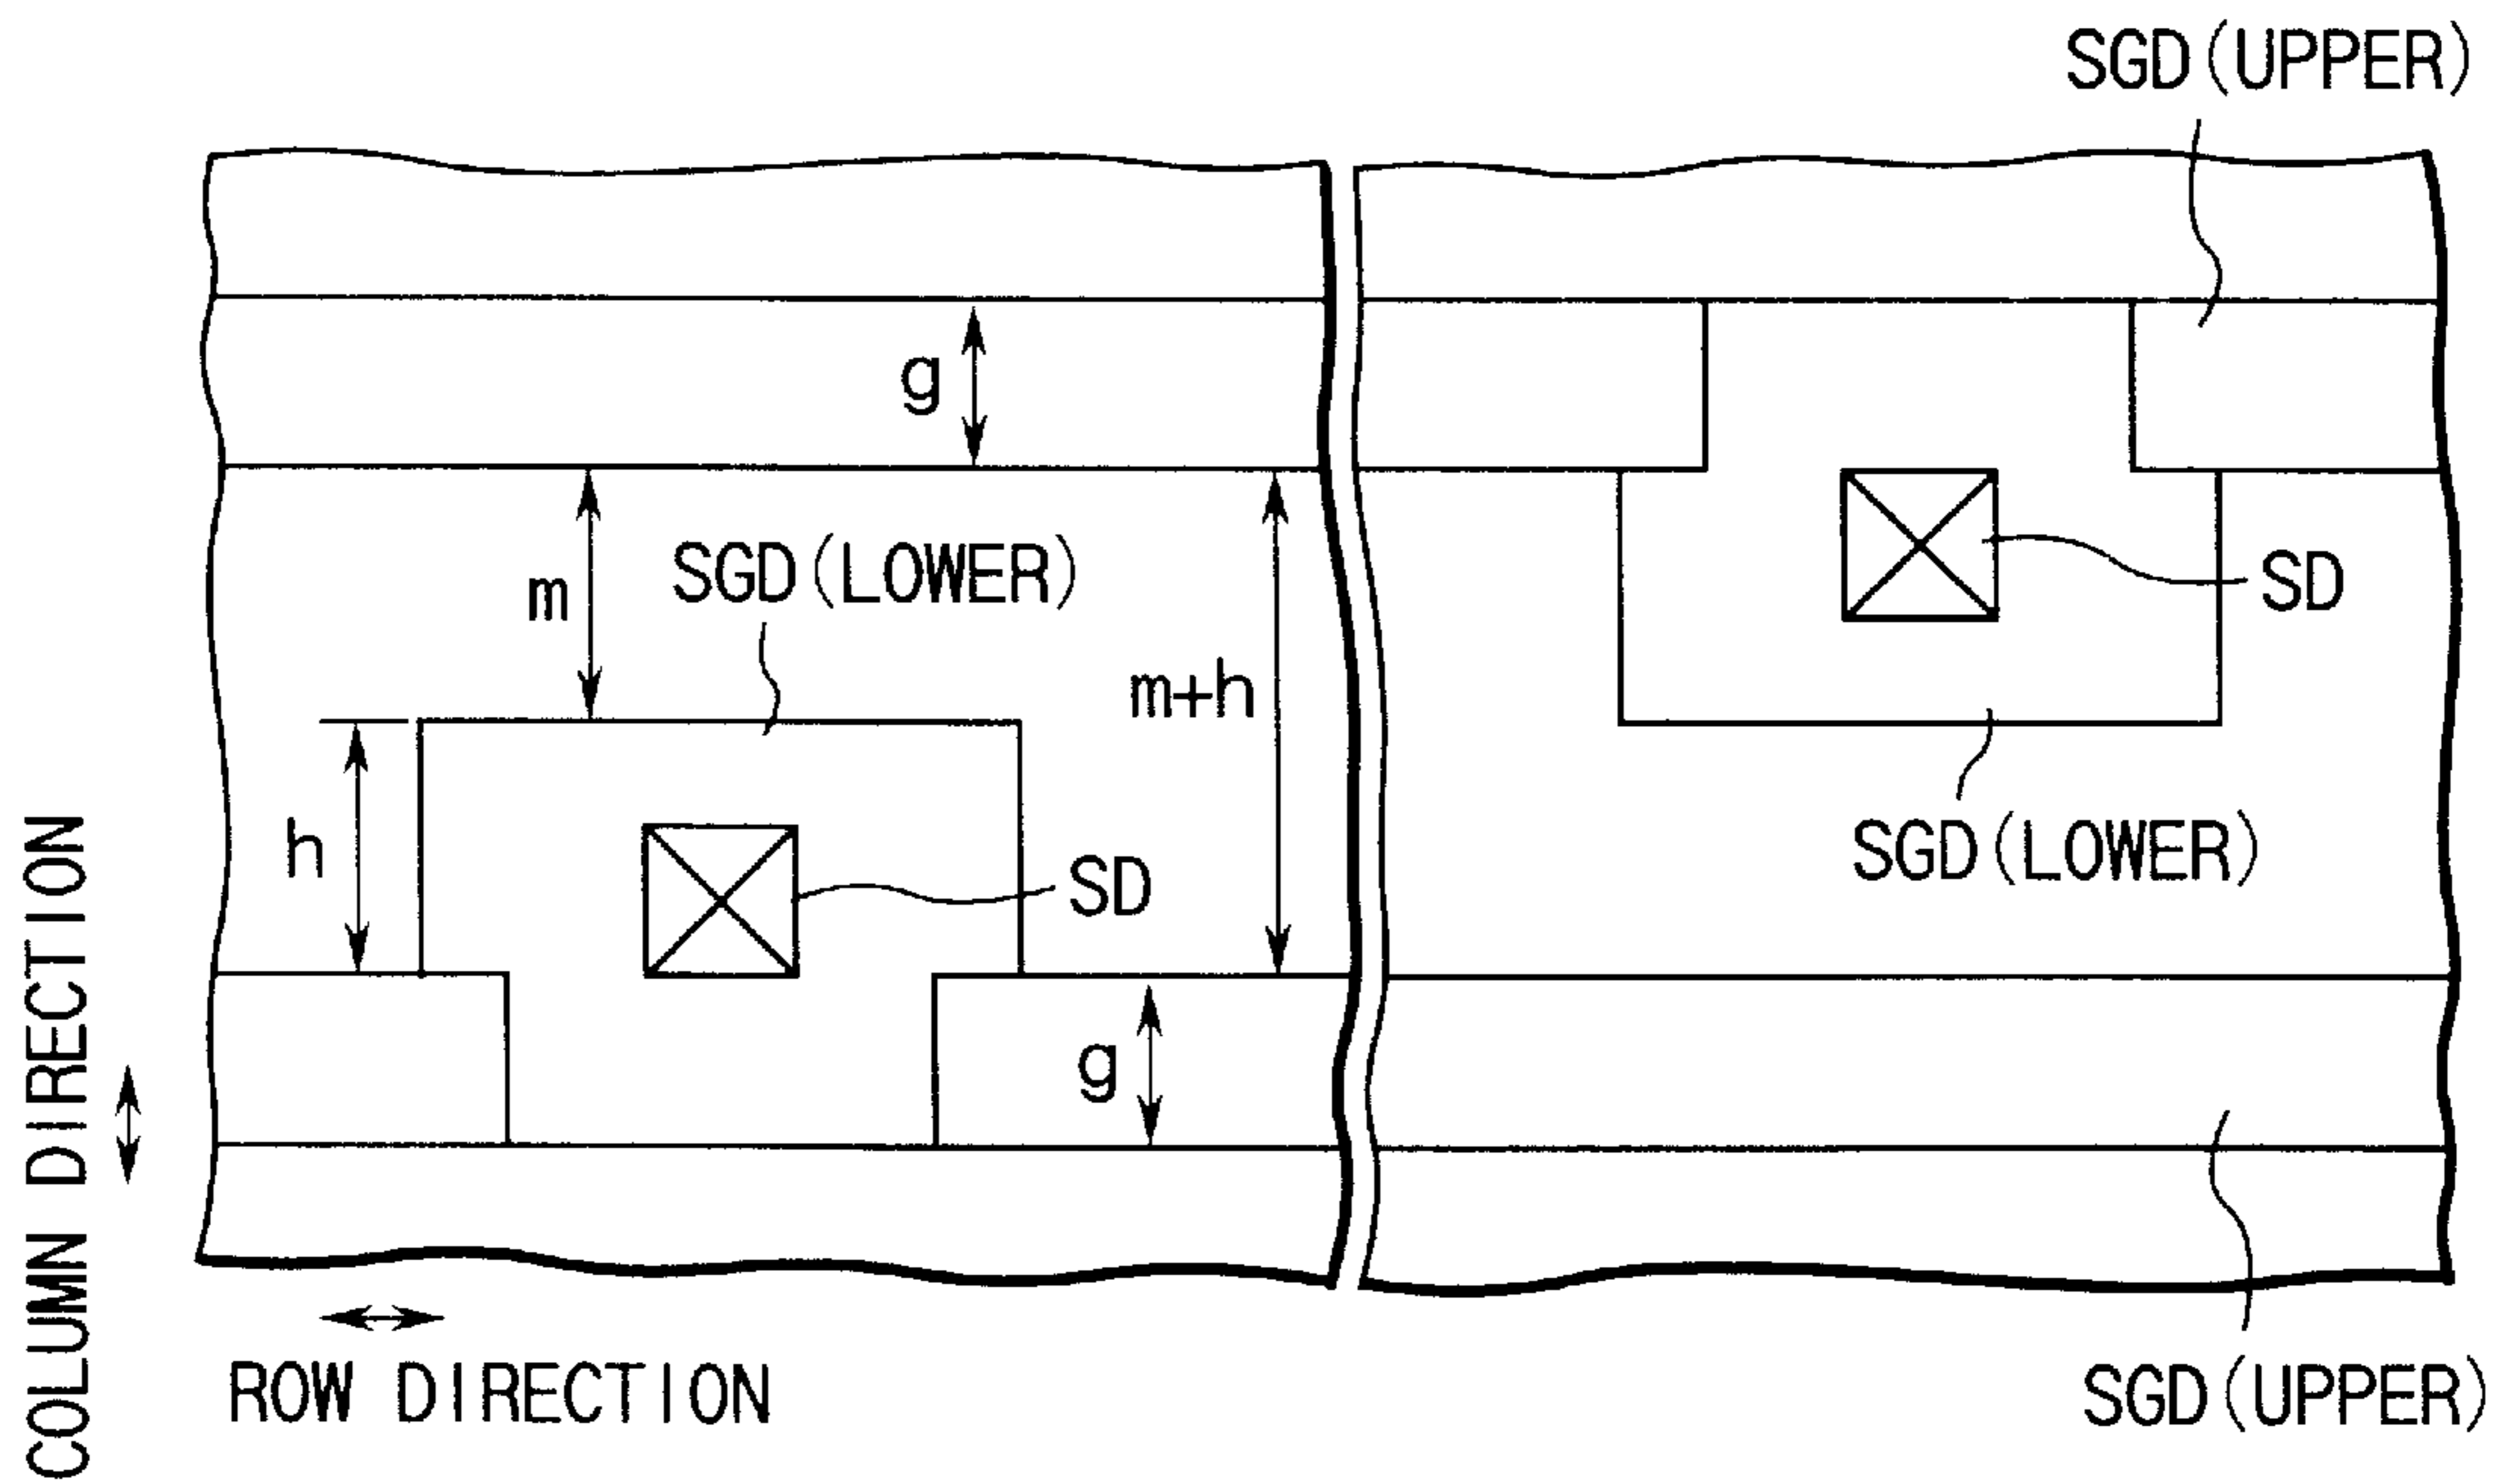 SGD(UPPER)
g
SGD(LOWER)
m
SD
m+h
h
SGD(LOWER)
SD
g
COLUMN DIRECTION
ROW DIRECTION
SGD(UPPER)